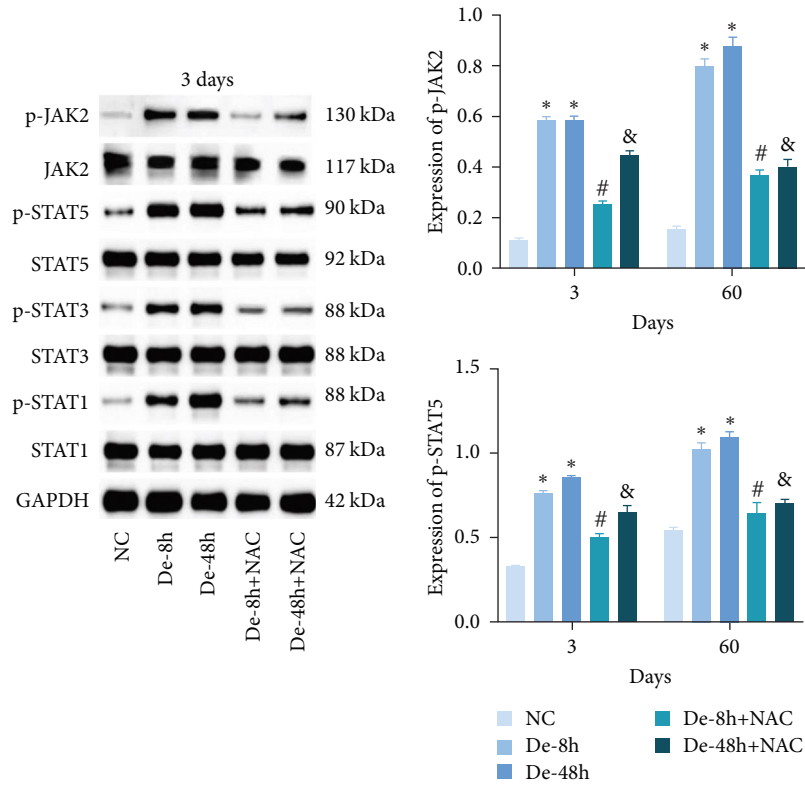 3 days
p-JAK2 130 kDa
JAK2 117 kDa
p-STAT5 90 kDa
STAT5 92 kDa
p-STAT3 88 kDa
STAT3 88 kDa
p-STAT1 88 kDa
STAT1 87 kDa
GAPDH 42 kDa
NC
De-8h
De-48h
De-8h+NAC
De-48h+NAC
Expression of p-JAK2
1.0
0.8
0.6
0.4
0.2
0.0
* * # &
* * # &
3 60
Days
Expression of p-STAT5
1.5
1.0
0.5
0.0
* * # &
* * # &
3 60
Days
NC
De-8h
De-48h
De-8h+NAC
De-48h+NAC